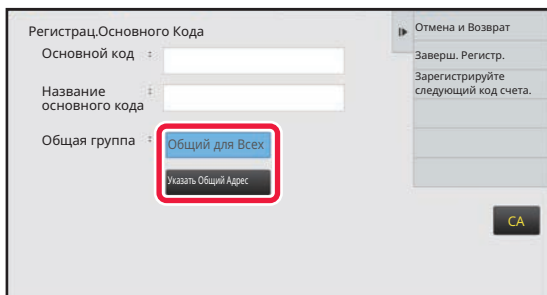 Регистрац.Основного Кода
Основной код :
Название :
основного кода
Общая группа :
Общий для Всех
Указать Общий Адрес
Отмена и Возврат
Заверш. Регистр.
Зарегистрируйте
следующий код счета.
CA